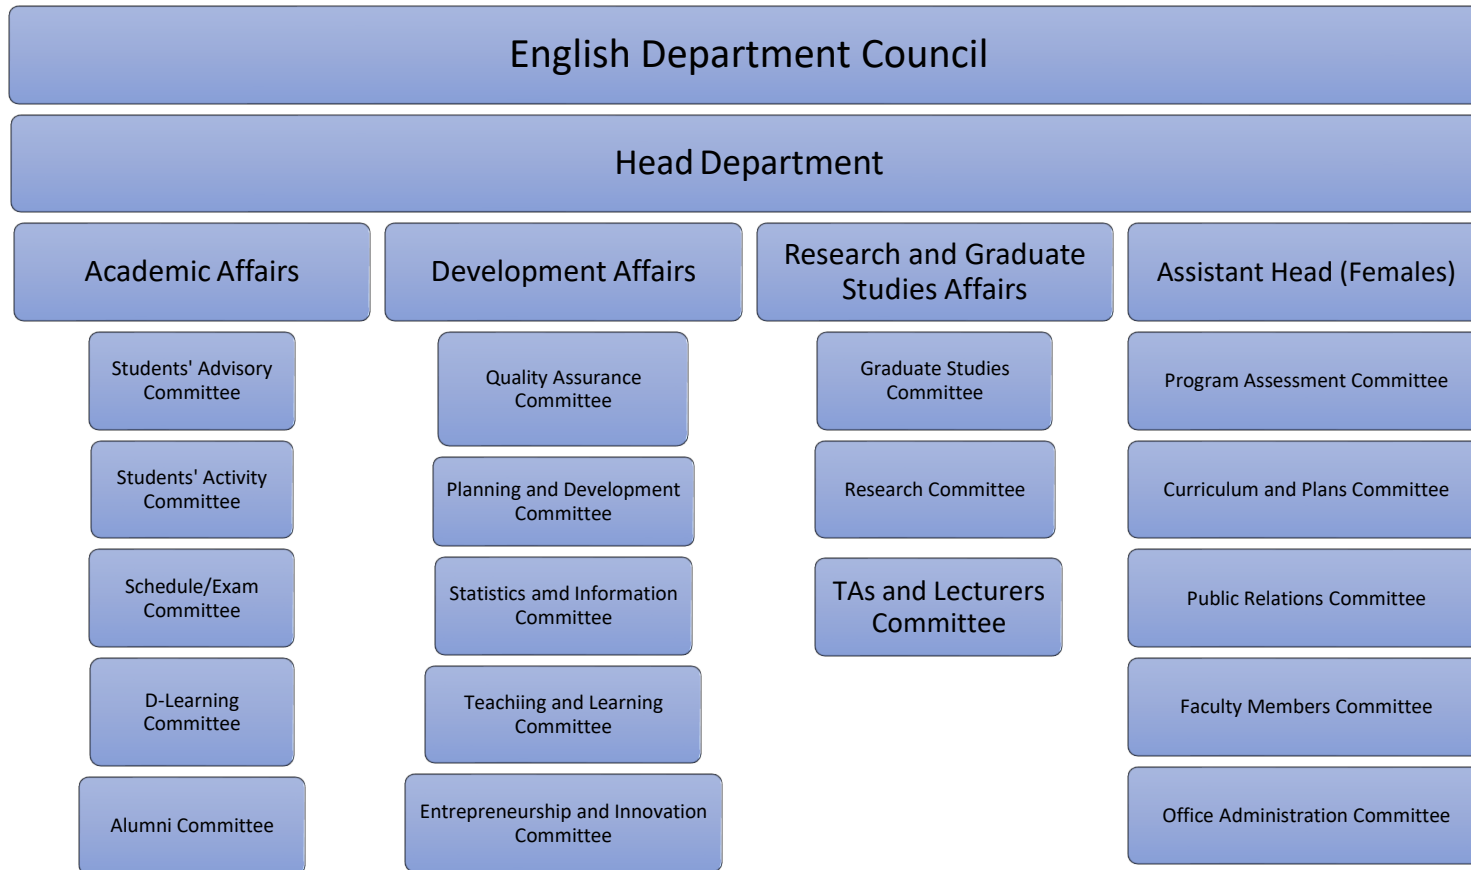 English Department Council
Head Department
Academic Affairs
Development Affairs
Research and Graduate
Studies Affairs
Assistant Head (Females)
Students' Advisory
Committee
Students' Activity
Committee
Schedule/Exam
Committee
D-Learning
Committee
Alumni Committee
Quality Assurance
Committee
Planning and Development
Committee
Statistics amd Information
Committee
Teachiing and Learning
Committee
Entrepreneurship and Innovation
Committee
Graduate Studies
Committee
Research Committee
TAs and Lecturers
Committee
Program Assessment Committee
Curriculum and Plans Committee
Public Relations Committee
Faculty Members Committee
Office Administration Committee